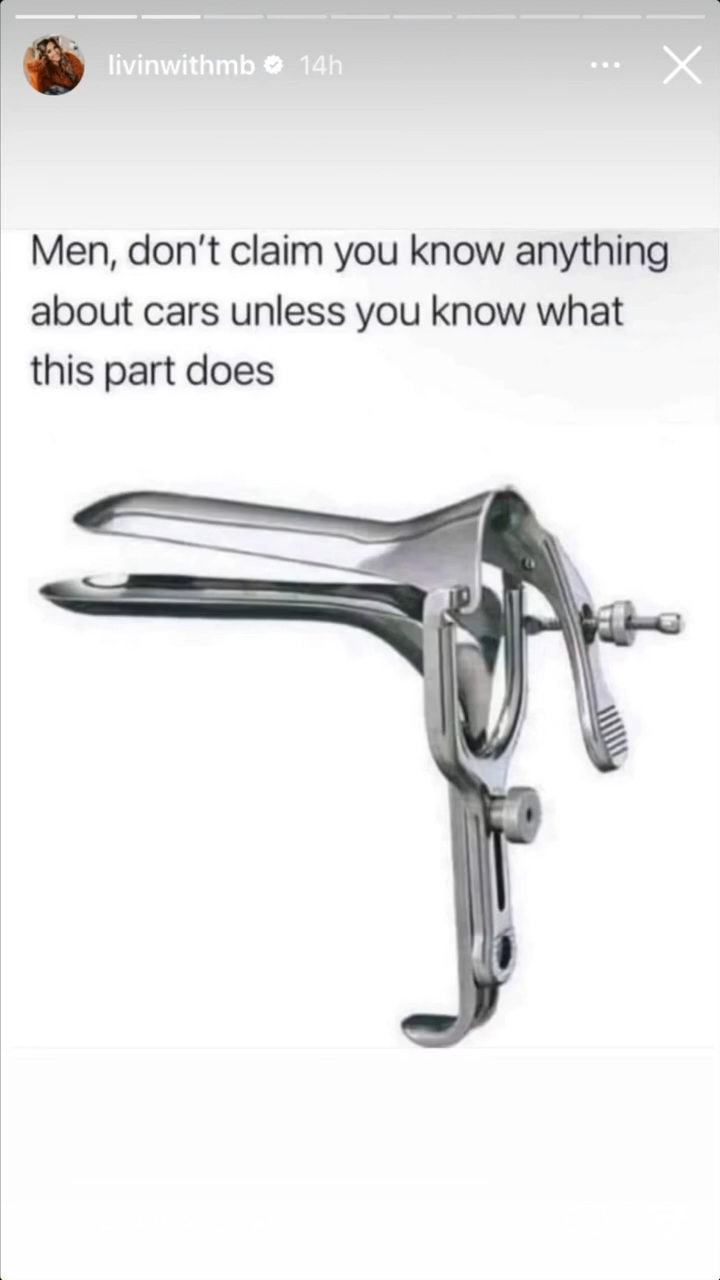 livinwithmb 14h
Men, don’t claim you know anything
about cars unless you know what
this part does